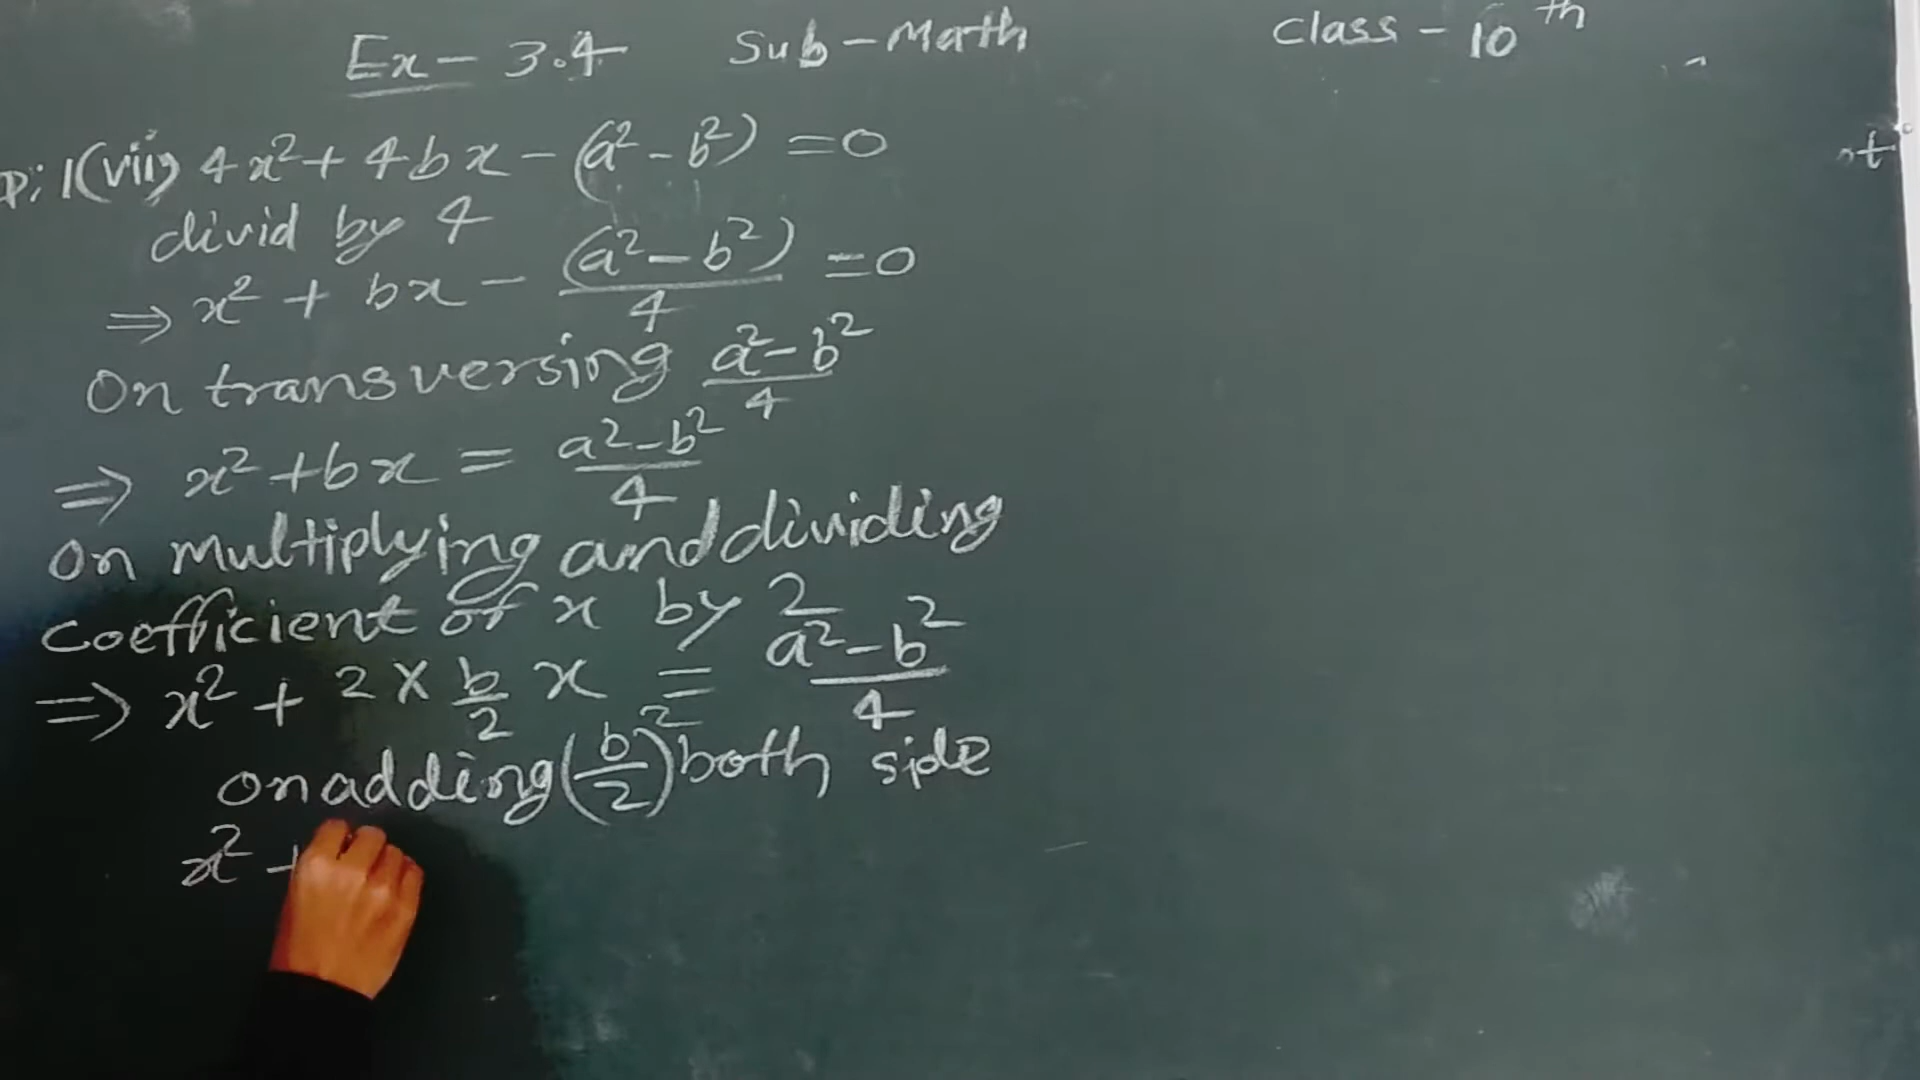 Ex - 3.4 Sub - Math Class - 10th
1(vii) 4x² + 4bx - (a² - b²) = 0
divid by 4
⇒ x² + bx - (a² - b²)/4 = 0
On transversing a² - b²/4
⇒ x² + bx = a² - b²/4
On multiplying and dividing
coefficient of x by 2
⇒ x² + 2 × b/2 x = a² - b²/4
on adding (b/2)² both side
x² +